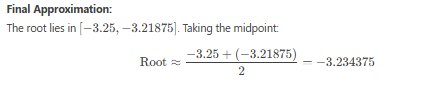 Final Approximation:
The root lies in [−3.25, −3.21875]. Taking the midpoint:
Root ≈ −3.25 + (−3.21875) / 2 = −3.234375